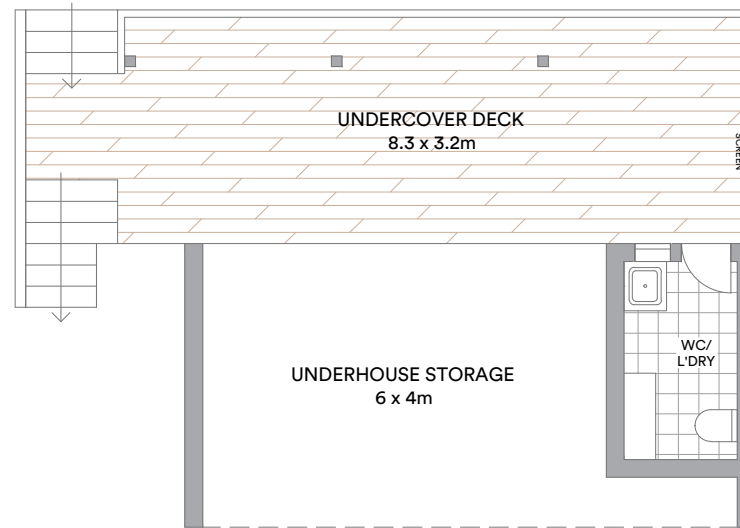 UNDERCOVER DECK
8.3 x 3.2m
SCREEN
UNDERHOUSE STORAGE
6 x 4m
WC/
L'DRY